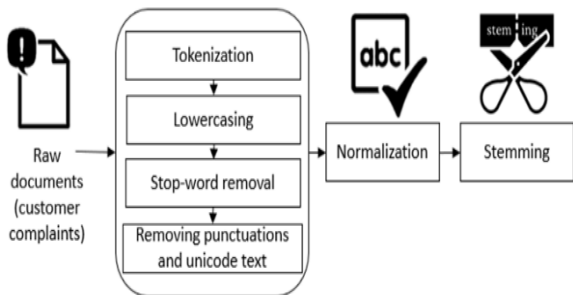 !
Raw
documents
(customer
complaints)
Tokenization
Lowercasing
Stop-word removal
Removing punctuations
and unicode text
abc
Normalization
stem ing
Stemming